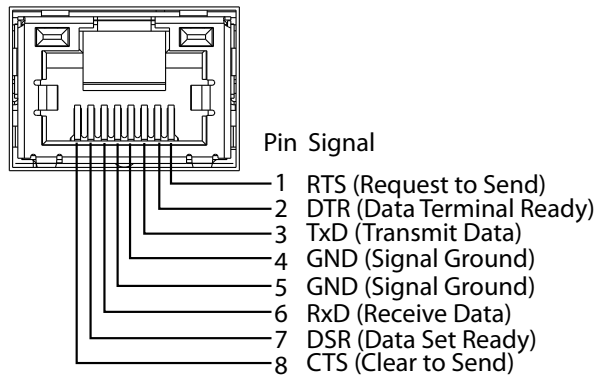 Pin Signal
1 RTS (Request to Send)
2 DTR (Data Terminal Ready)
3 TxD (Transmit Data)
4 GND (Signal Ground)
5 GND (Signal Ground)
6 RxD (Receive Data)
7 DSR (Data Set Ready)
8 CTS (Clear to Send)